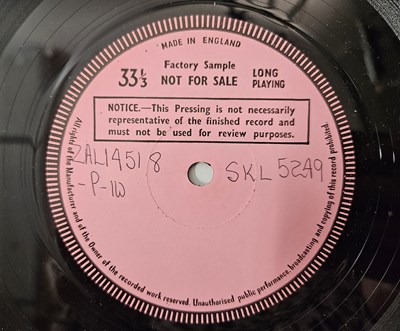 MADE IN ENGLAND
Factory Sample
33 1/3 NOT FOR SALE LONG PLAYING
NOTICE.—This Pressing is not necessarily
representative of the finished record and
must not be used for review purposes.
ZAL14518
-P-1W
SKL 5249
All rights of the Manufacturer and of the Owner of the recorded work reserved. Unauthorised public performance, broadcasting and copying of this record prohibited.